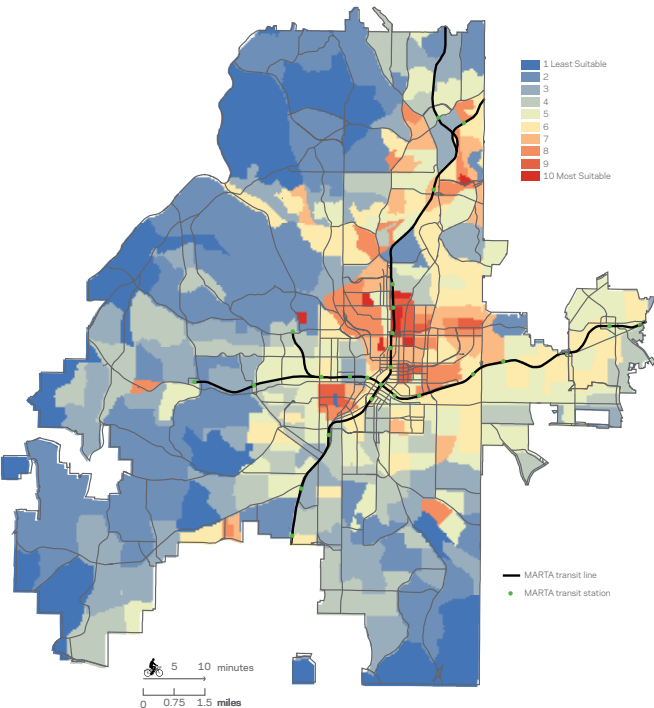 1 Least Suitable
2
3
4
5
6
7
8
9
10 Most Suitable
MARTA transit line
MARTA transit station
5 10 minutes
0 0.75 1.5 miles